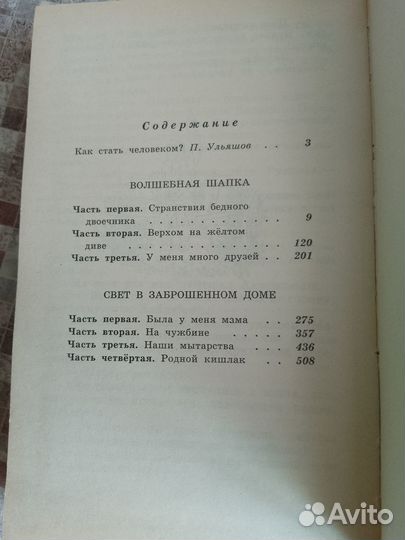 Содержание
Как стать человеком? П. Ульяшов . . 3
ВОЛШЕБНАЯ ШАПКА
Часть первая. Странствия бедного
двоечника . . . . . . . . . . . . 9
Часть вторая. Верхом на жёлтом
диве . . . . . . . . . . . . 120
Часть третья. У меня много друзей . . 201
СВЕТ В ЗАБРОШЕННОМ ДОМЕ
Часть первая. Была у меня мама . . 275
Часть вторая. На чужбине . . . . . 357
Часть третья. Наши мытарства . . . 436
Часть четвёртая. Родной кишлак . . 508
Avito